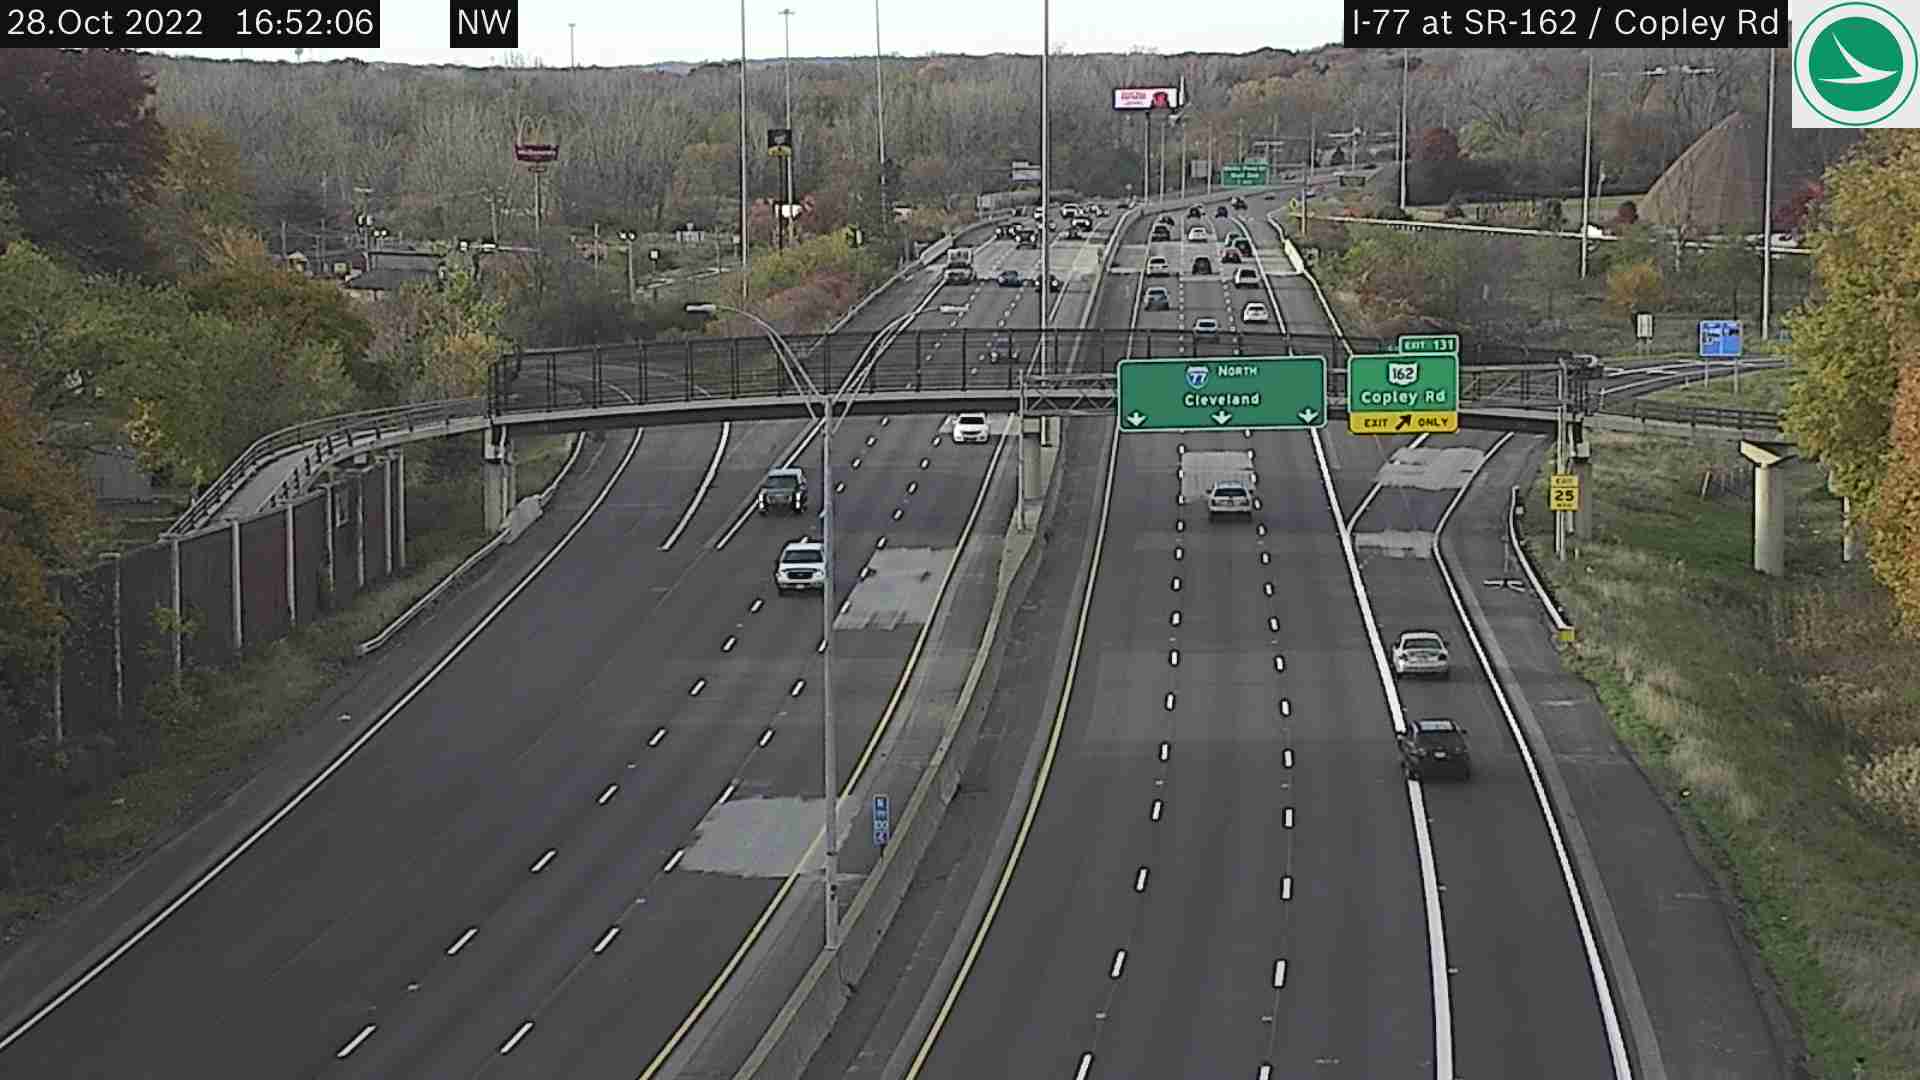 28.Oct 2022 16:52:06
NW
I-77 at SR-162 / Copley Rd
McDonald's
EXIT 131
77 NORTH
Cleveland
162
Copley Rd
EXIT ONLY
EXIT
25
N